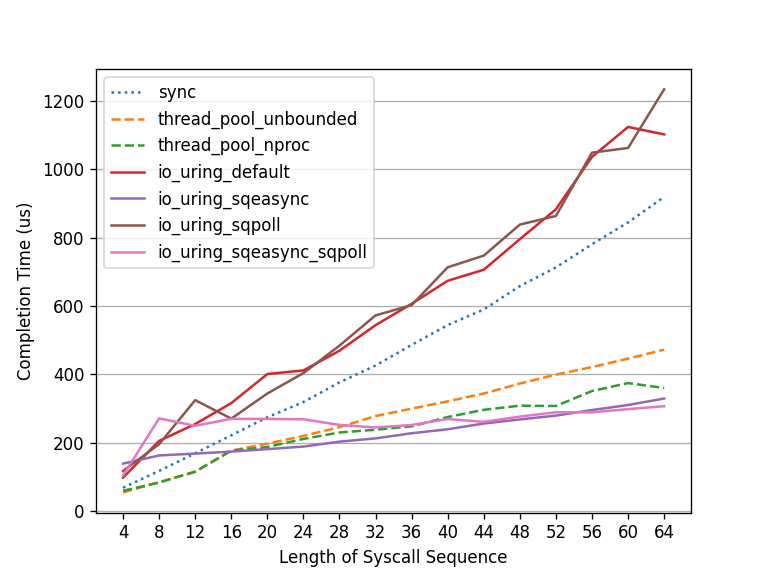 sync
thread_pool_unbounded
thread_pool_nproc
io_uring_default
io_uring_sqeasync
io_uring_sqpoll
io_uring_sqeasync_sqpoll
1200
1000
800
600
400
200
0
Completion Time (us)
4 8 12 16 20 24 28 32 36 40 44 48 52 56 60 64
Length of Syscall Sequence